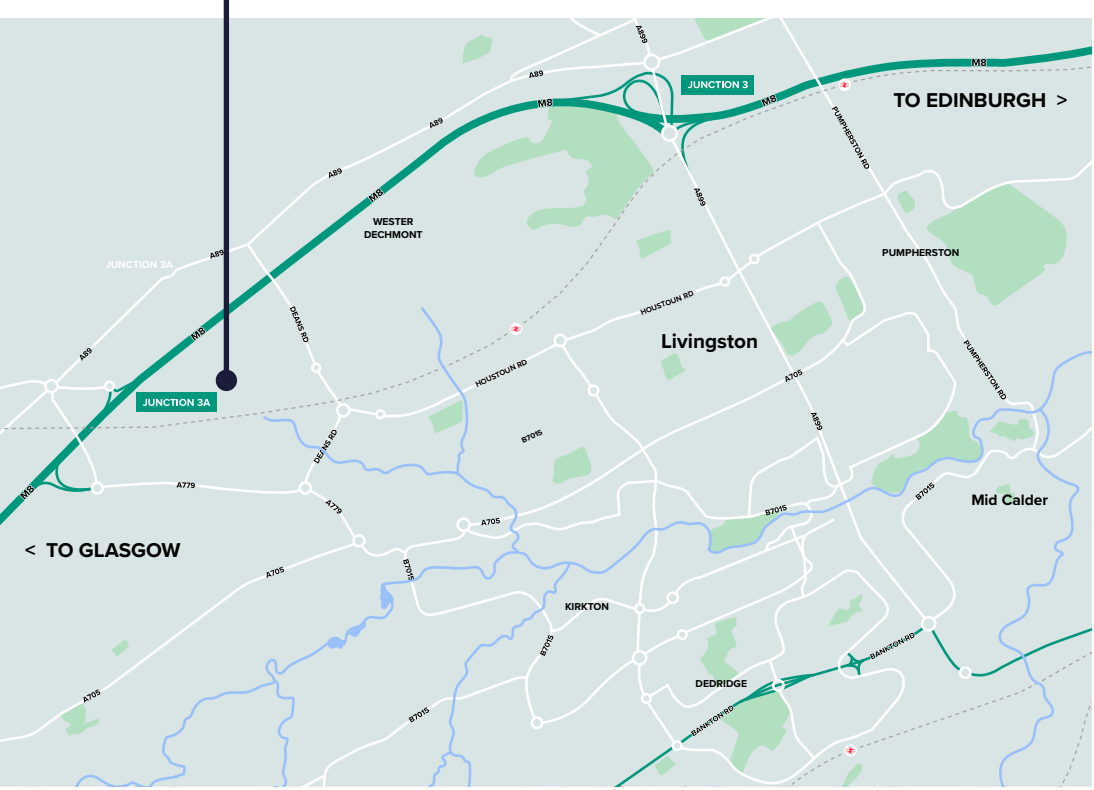 A899
M8
A89
JUNCTION 3
M8
M8
TO EDINBURGH >
A89
PUMPHERSTON RD
A89
M8
A899
WESTER
DECHMONT
A89
PUMPHERSTON
JUNCTION 3A
HOUSTOUN RD
DEANS RD
M8
Livingston
A89
HOUSTOUN RD
A705
PUMPHERSTON RD
JUNCTION 3A
A899
B7015
DEANS RD
M8
A779
B7015
Mid Calder
A779
B7015
A705
< TO GLASGOW
B7015
A705
KIRKTON
B7015
BANKTON RD
DEDRIDGE
A705
B7015
BANKTON RD